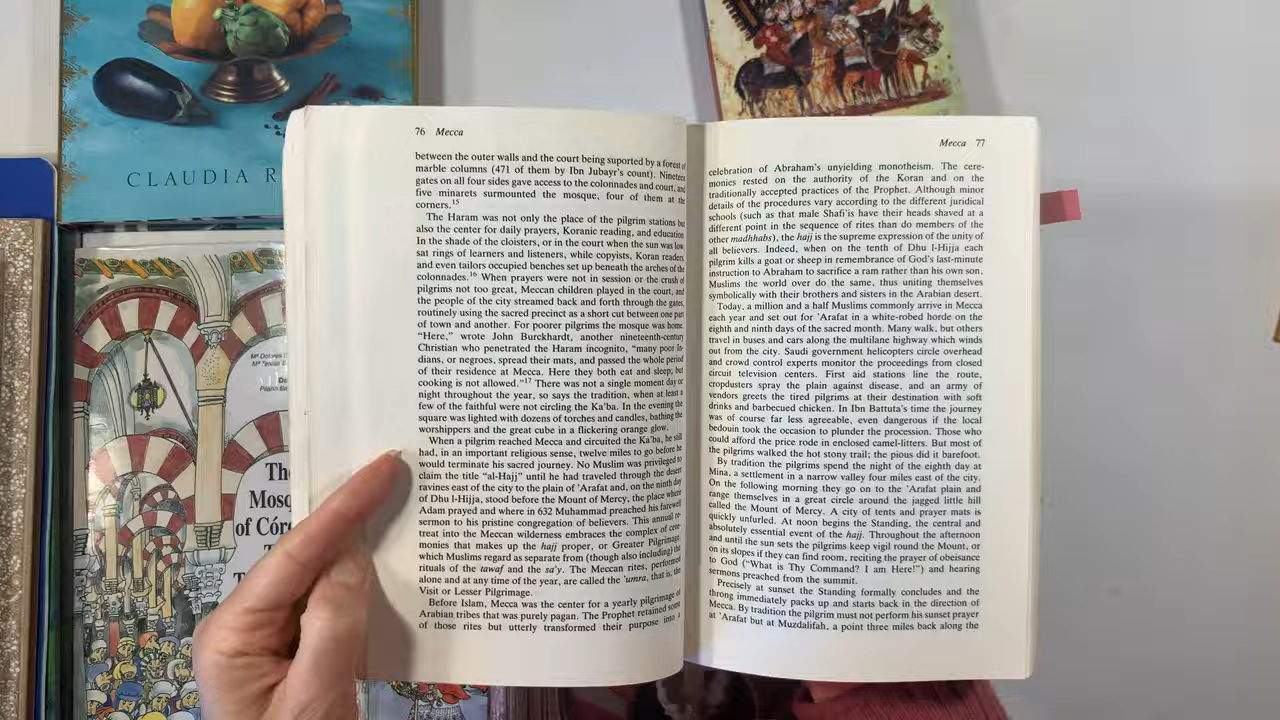 CLAUDIA R
Mª Dolores
The
Mosq
of Córd
76 Mecca
between the outer walls and the court being suported by a forest of
marble columns (471 of them by Ibn Jubayr's count). Nineteen
gates on all four sides gave access to the colonnades and court, and
five minarets surmounted the mosque, four of them at the
corners.15
The Haram was not only the place of the pilgrim stations but
also the center for daily prayers, Koranic reading, and education
In the shade of the cloisters, or in the court when the sun was low
sat rings of learners and listeners, while copyists, Koran readers
and even tailors occupied benches set up beneath the arches of the
colonnades.16 When prayers were not in session or the crush of
pilgrims not too great, Meccan children played in the court, and
the people of the city streamed back and forth through the gates,
routinely using the sacred precinct as a short cut between one part
of town and another. For poorer pilgrims the mosque was home.
"Here," wrote John Burckhardt, another nineteenth-century
Christian who penetrated the Haram incognito, "many poor In-
dians, or negroes, spread their mats, and passed the whole period
of their residence at Mecca. Here they both eat and sleep; but
cooking is not allowed."17 There was not a single moment day or
night throughout the year, so says the tradition, when at least a
few of the faithful were not circling the Ka'ba. In the evening the
square was lighted with dozens of torches and candles, bathing the
worshippers and the great cube in a flickering orange glow.
When a pilgrim reached Mecca and circuited the Ka'ba, he still
had, in an important religious sense, twelve miles to go before he
would terminate his sacred journey. No Muslim was privileged to
claim the title "al-Hajj" until he had traveled through the desert
ravines east of the city to the plain of 'Arafat and, on the ninth day
of Dhu l-Hijja, stood before the Mount of Mercy, the place where
Adam prayed and where in 632 Muhammad preached his farewell
sermon to his pristine congregation of believers. This annual re-
treat into the Meccan wilderness embraces the complex of cere-
monies that makes up the hajj proper, or Greater Pilgrimage,
which Muslims regard as separate from (though also including) the
rituals of the tawaf and the sa'y. The Meccan rites, performed
alone and at any time of the year, are called the 'umra, that is, the
Visit or Lesser Pilgrimage.
Before Islam, Mecca was the center for a yearly pilgrimage of
Arabian tribes that was purely pagan. The Prophet retained some
of those rites but utterly transformed their purpose into a
Mecca 77
celebration of Abraham's unyielding monotheism. The cere-
monies rested on the authority of the Koran and on the
traditionally accepted practices of the Prophet. Although minor
details of the procedures vary according to the different juridical
schools (such as that male Shafi'is have their heads shaved at a
different point in the sequence of rites than do members of the
other madhhabs), the hajj is the supreme expression of the unity of
all believers. Indeed, when on the tenth of Dhu l-Hijja each
pilgrim kills a goat or sheep in remembrance of God's last-minute
instruction to Abraham to sacrifice a ram rather than his own son,
Muslims the world over do the same, thus uniting themselves
symbolically with their brothers and sisters in the Arabian desert.
Today, a million and a half Muslims commonly arrive in Mecca
each year and set out for 'Arafat in a white-robed horde on the
eighth and ninth days of the sacred month. Many walk, but others
travel in buses and cars along the multilane highway which winds
out from the city. Saudi government helicopters circle overhead
and crowd control experts monitor the proceedings from closed
circuit television centers. First aid stations line the route,
cropdusters spray the plain against disease, and an army of
vendors greets the tired pilgrims at their destination with soft
drinks and barbecued chicken. In Ibn Battuta's time the journey
was of course far less agreeable, even dangerous if the local
bedouin took the occasion to plunder the procession. Those who
could afford the price rode in enclosed camel-litters. But most of
the pilgrims walked the hot stony trail; the pious did it barefoot.
By tradition the pilgrims spend the night of the eighth day at
Mina, a settlement in a narrow valley four miles east of the city.
On the following morning they go on to the 'Arafat plain and
range themselves in a great circle around the jagged little hill
called the Mount of Mercy. A city of tents and prayer mats is
quickly unfurled. At noon begins the Standing, the central and
absolutely essential event of the hajj. Throughout the afternoon
and until the sun sets the pilgrims keep vigil round the Mount, or
on its slopes if they can find room, reciting the prayer of obeisance
to God ("What is Thy Command? I am Here!") and hearing
sermons preached from the summit.
Precisely at sunset the Standing formally concludes and the
throng immediately packs up and starts back in the direction of
Mecca. By tradition the pilgrim must not perform his sunset prayer
at 'Arafat but at Muzdalifah, a point three miles back along the